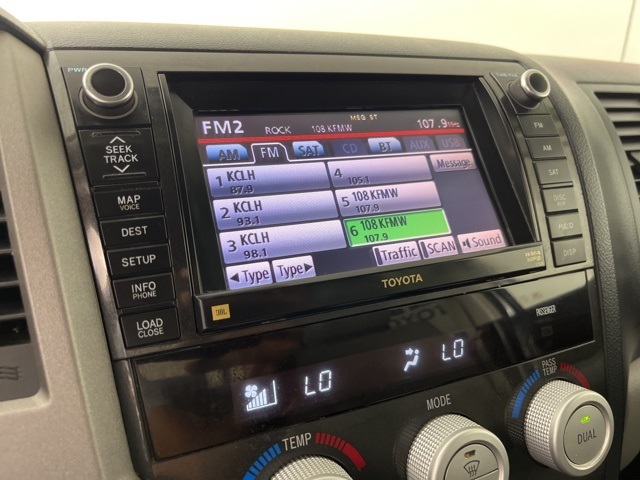 PWR
MSG ST
FM2 ROCK 108 KFMW 107.9
AM FM SAT CD BT AUX USB
1 KCLH 87.9
4 105.1
Message
2 KCLH 93.1
5 108 KFMW 107.9
3 KCLH 98.1
6 108 KFMW 107.9
◄Type Type► Traffic SCAN Sound
JBL
TOYOTA
SEEK TRACK
MAP VOICE
DEST
SETUP
INFO PHONE
LOAD CLOSE
FM
AM
SAT
DISP
PASSENGER
LO
LO
TEMP
MODE
PASS TEMP
DUAL